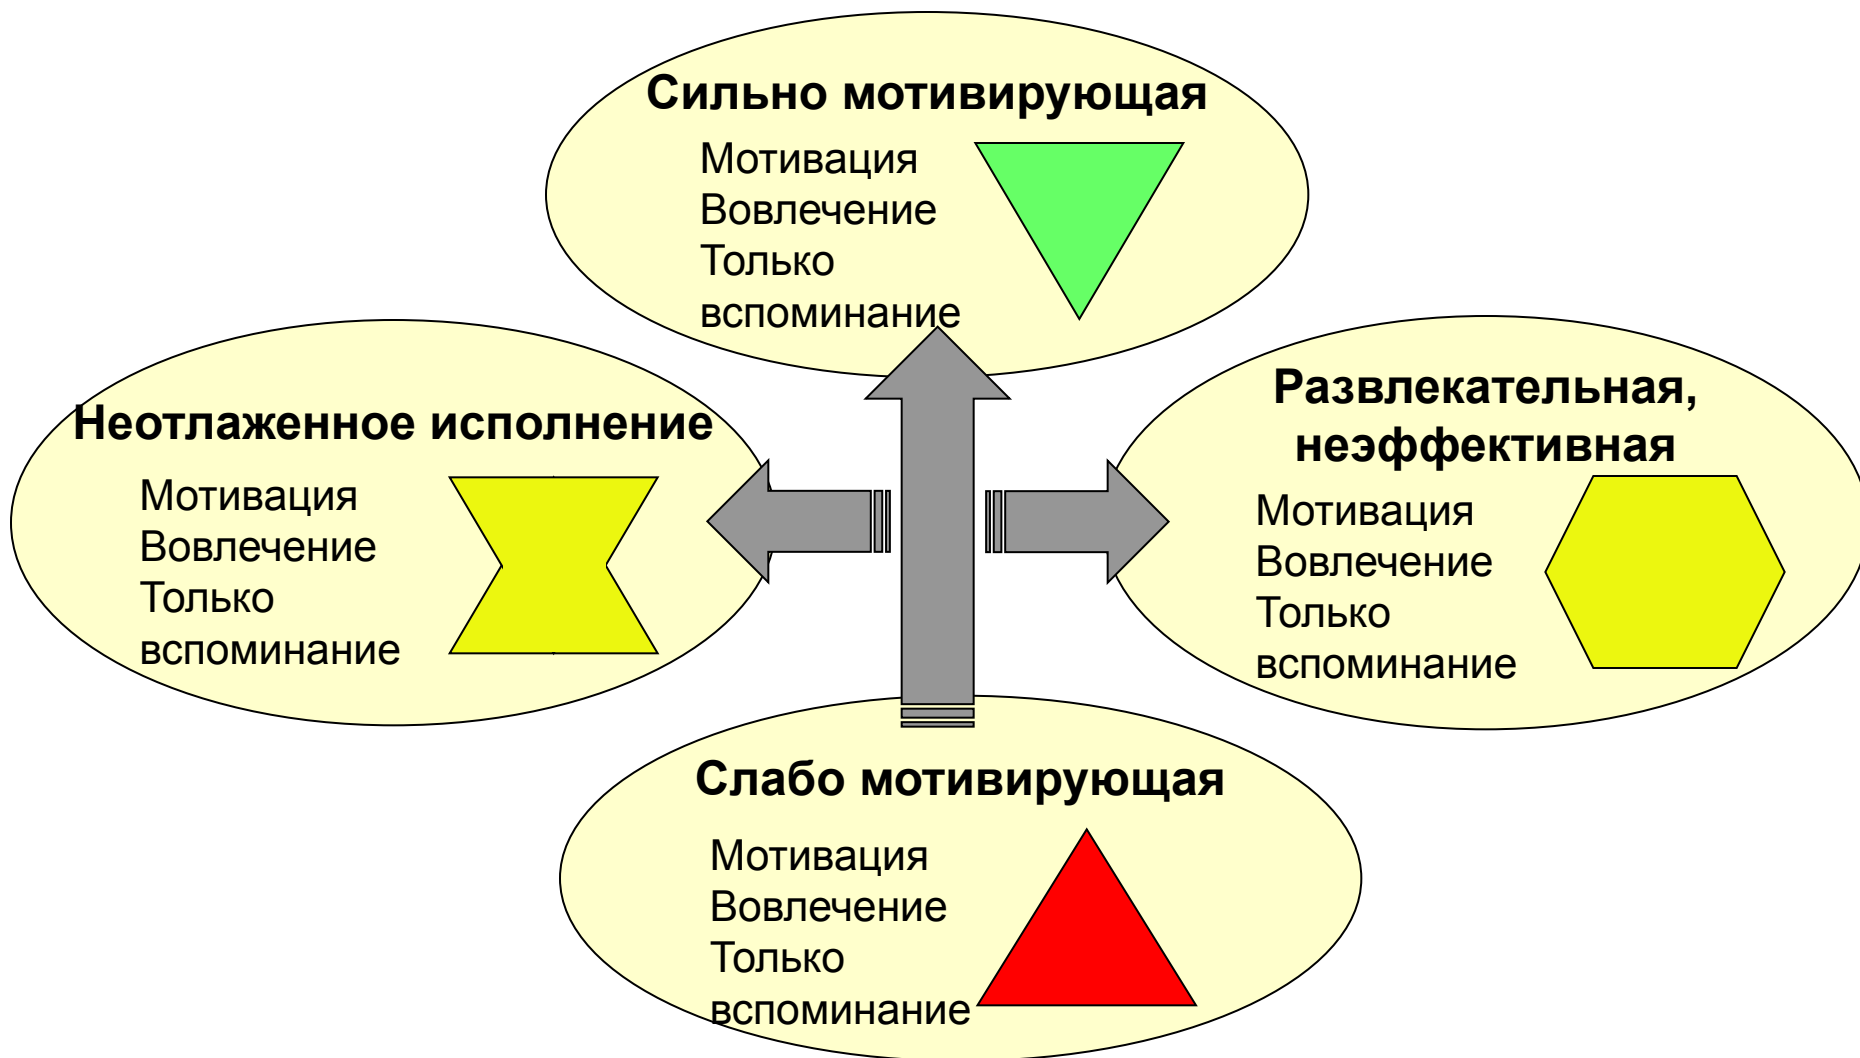 Сильно мотивирующая
Мотивация
Вовлечение
Только
вспоминание
Неотлаженное исполнение
Мотивация
Вовлечение
Только
вспоминание
Развлекательная,
неэффективная
Мотивация
Вовлечение
Только
вспоминание
Слабо мотивирующая
Мотивация
Вовлечение
Только
вспоминание